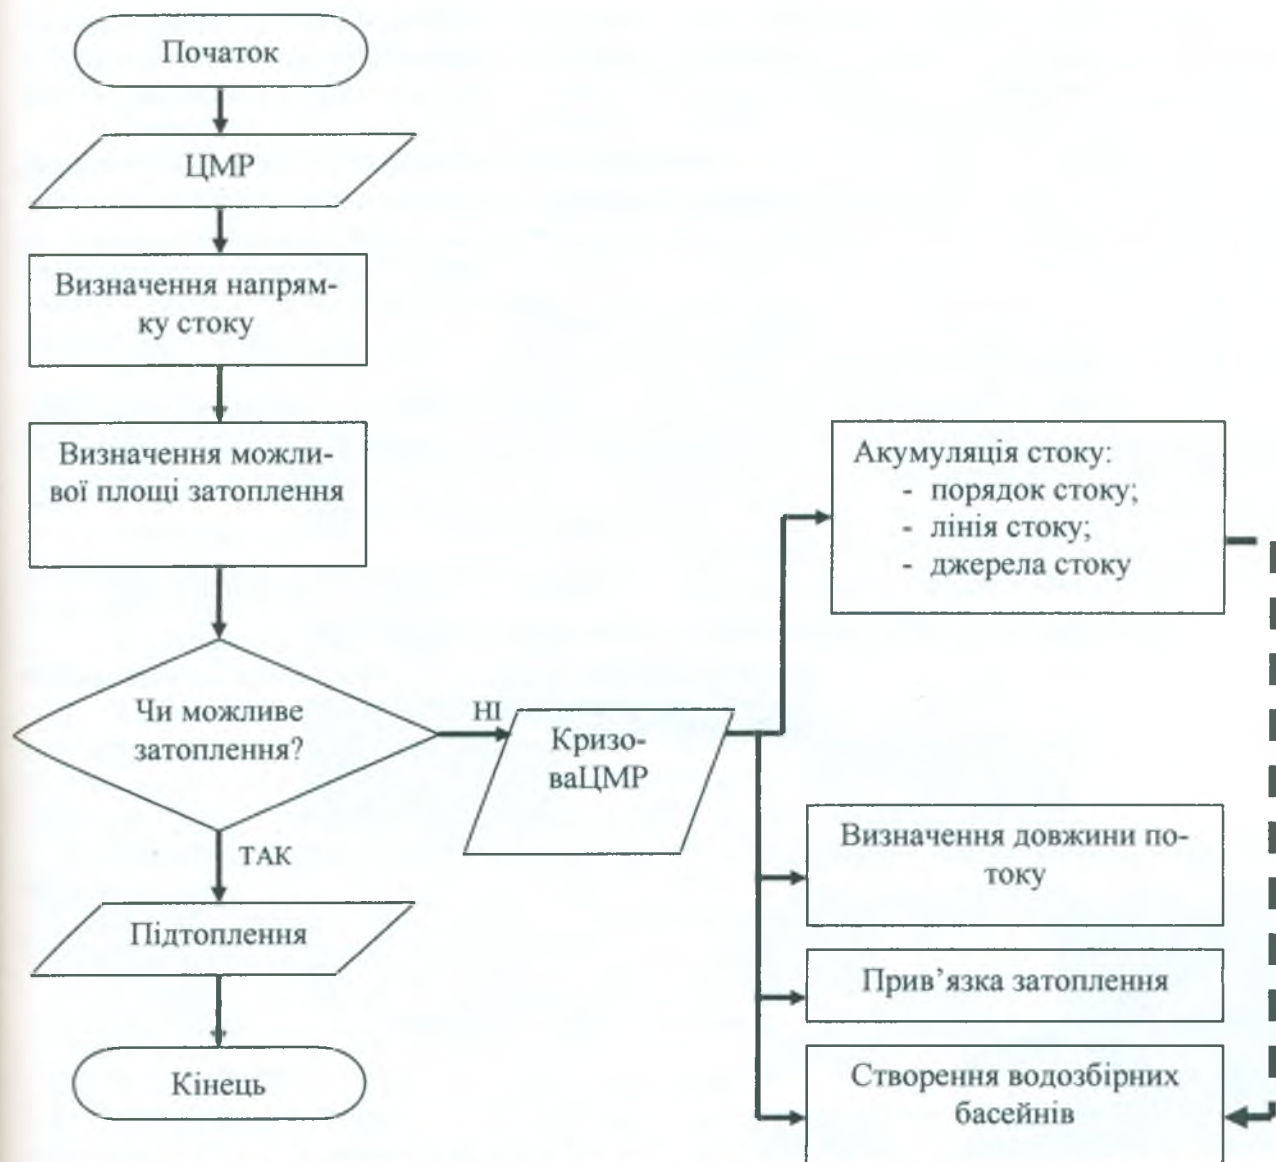 Початок
ЦМР
Визначення напрям-
ку стоку
Визначення можли-
вої площі затоплення
Чи можливе
затоплення?
НІ
ТАК
Підтоплення
Кінець
Кризо-
ваЦМР
Акумуляція стоку:
- порядок стоку;
- лінія стоку;
- джерела стоку
Визначення довжини по-
току
Прив’язка затоплення
Створення водозбірних
басейнів